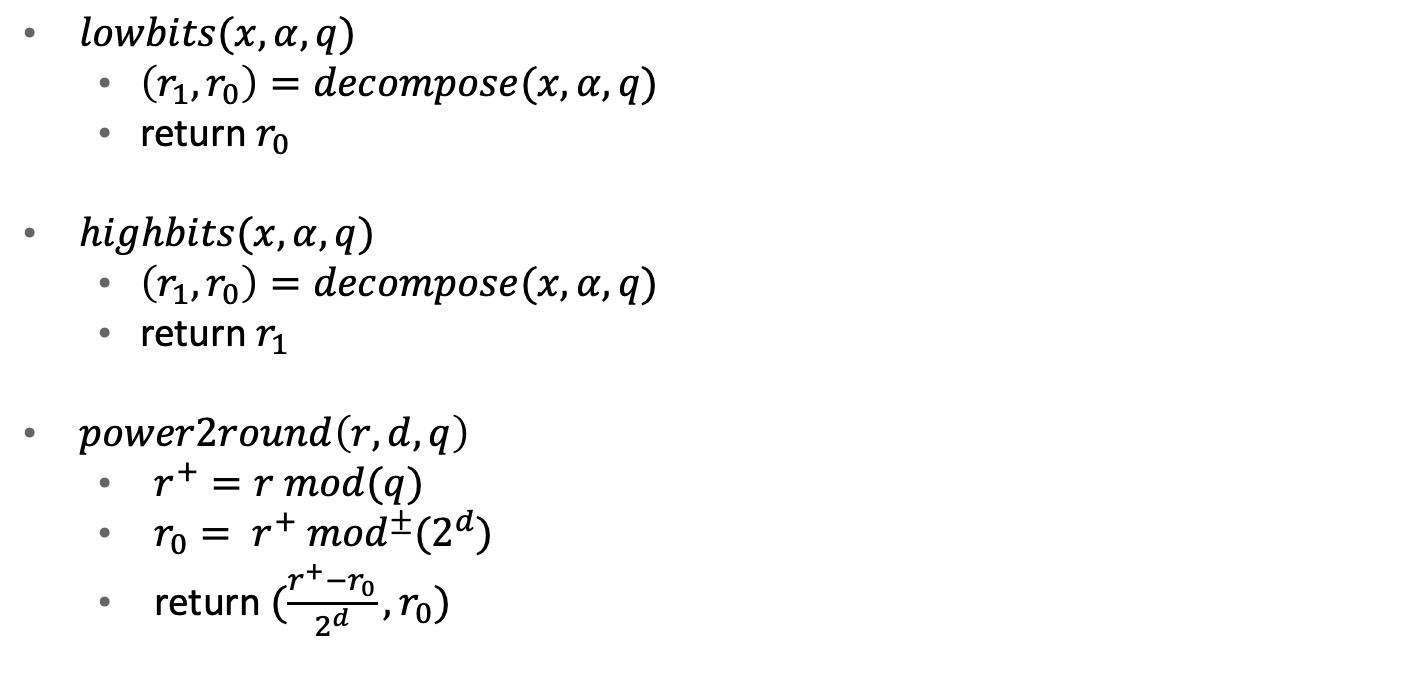 • lowbits(x, α, q)
• (r₁, r₀) = decompose(x, α, q)
• return r₀
• highbits(x, α, q)
• (r₁, r₀) = decompose(x, α, q)
• return r₁
• power2round(r, d, q)
• r⁺ = r mod(q)
• r₀ = r⁺ mod±(2ᵈ)
• return ((r⁺−r₀)/2ᵈ, r₀)